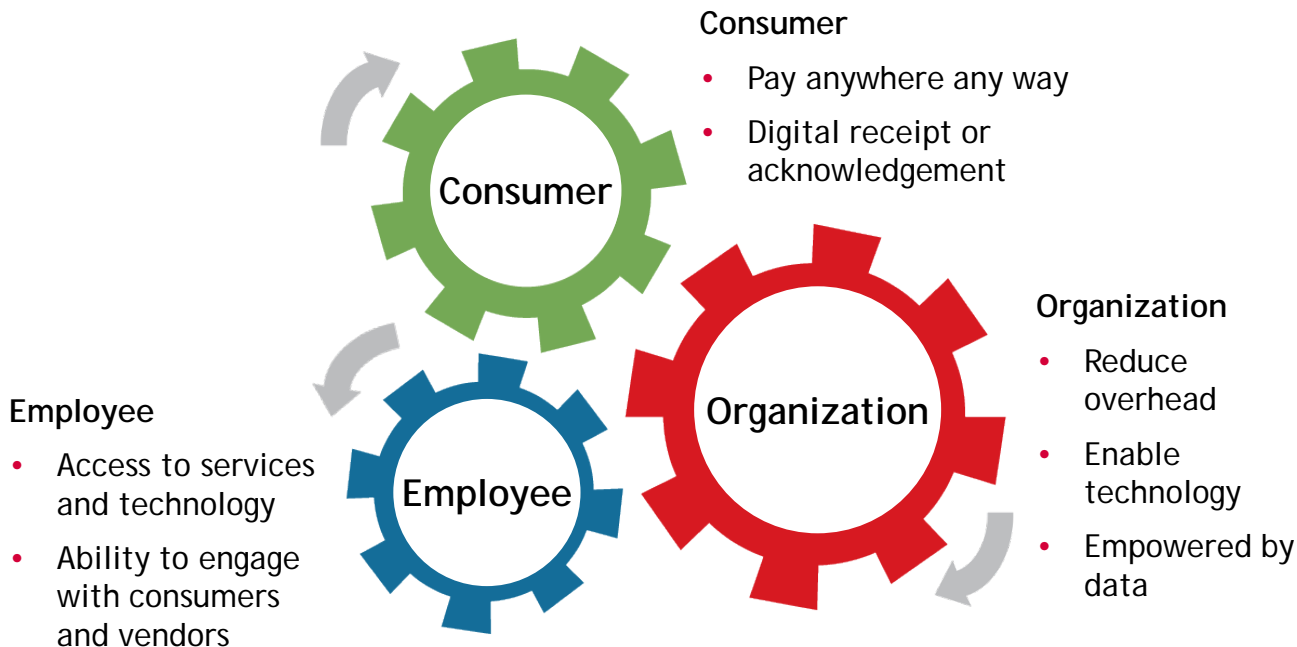 Consumer
• Pay anywhere any way
• Digital receipt or
acknowledgement
Consumer
Organization
• Reduce
overhead
• Enable
technology
• Empowered by
data
Organization
Employee
• Access to services
and technology
• Ability to engage
with consumers
and vendors
Employee